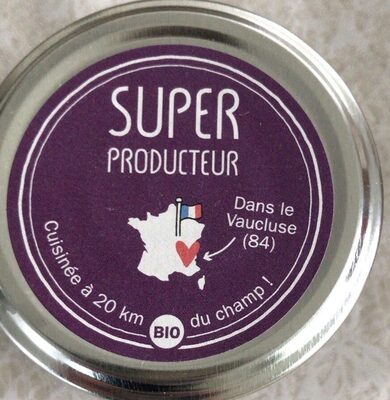 SUPER
PRODUCTEUR
Dans le
Vaucluse
(84)
Cuisinée à 20 km du champ !
BIO